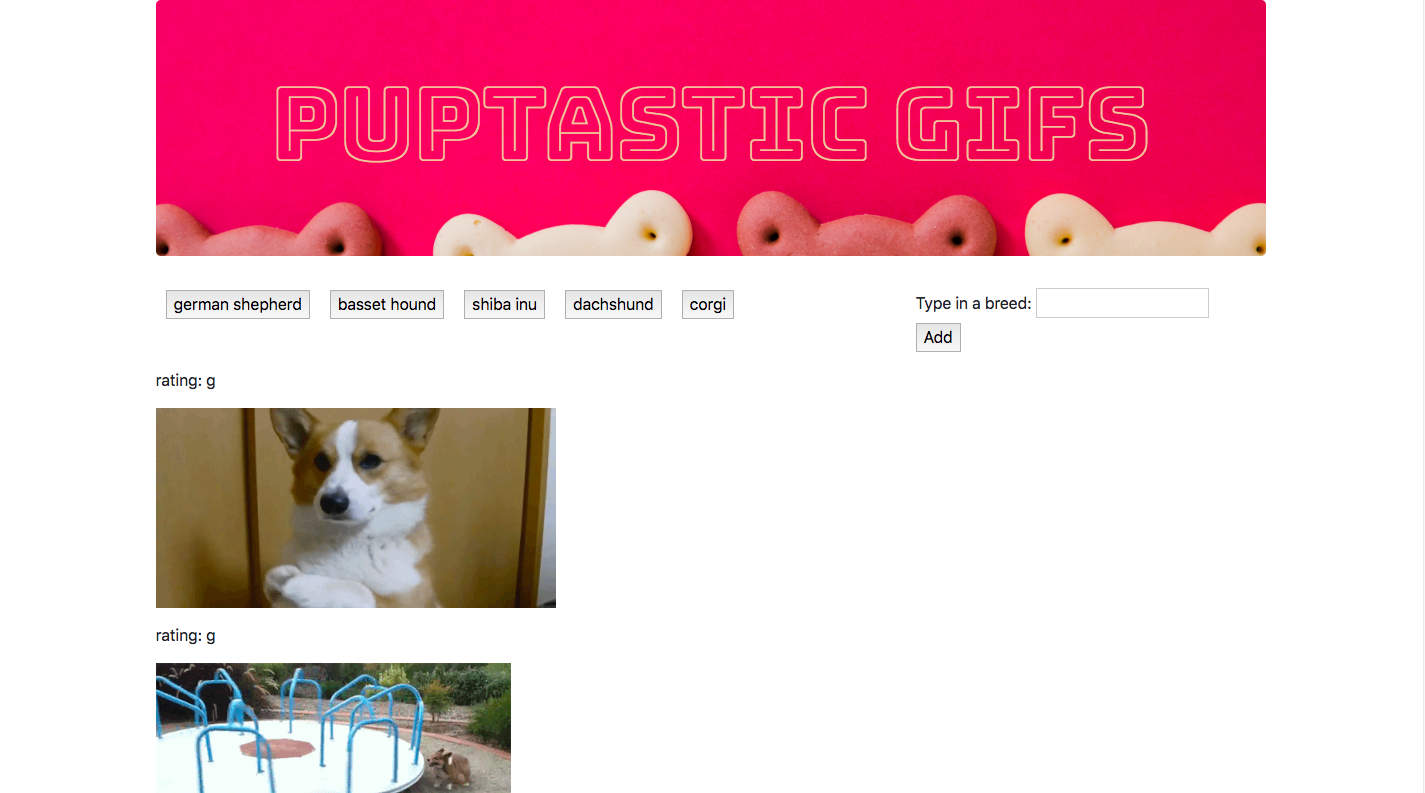 PUPTASTIC GIFS
german shepherd basset hound shiba inu dachshund corgi
Type in a breed:
Add
rating: g
rating: g